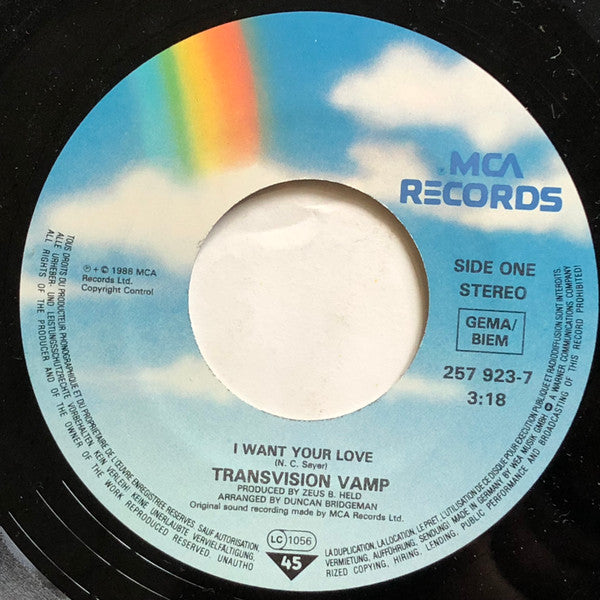 MCA
RECORDS
℗ + © 1988 MCA
Records Ltd.
Copyright Control
SIDE ONE
STEREO
GEMA/
BIEM
257 923-7
3:18
I WANT YOUR LOVE
(N. C. Sayer)
TRANSVISION VAMP
PRODUCED BY ZEUS B. HELD
ARRANGED BY DUNCAN BRIDGEMAN
Original sound recording made by MCA Records Ltd.
LC 1056
45
TOUS DROITS DU PRODUCTEUR PHONOGRAPHIQUE ET DU PROPRIETAIRE DE L'ŒUVRE ENREGISTREE RESERVES SAUF AUTORISATION, LA DUPLICATION, LA LOCATION, LE PRET, L'UTILISATION DE CE DISQUE POUR EXECUTION PUBLIQUE ET RADIODIFFUSION SONT INTERDITS.
ALLE URHEBER- UND LEISTUNGSSCHUTZRECHTE VORBEHALTEN KEIN VERLEIH! KEINE UNERLAUBTE VERVIELFÄLTIGUNG, VERMIETUNG, AUFFÜHRUNG, SENDUNG! MADE IN GERMANY BY WEA MUSIK GMBH. A WARNER COMMUNICATIONS COMPANY
ALL RIGHTS OF THE PRODUCER AND OF THE OWNER OF THE WORK REPRODUCED RESERVED UNAUTHORIZED COPYING, HIRING, LENDING, PUBLIC PERFORMANCE AND BROADCASTING OF THIS RECORD PROHIBITED!